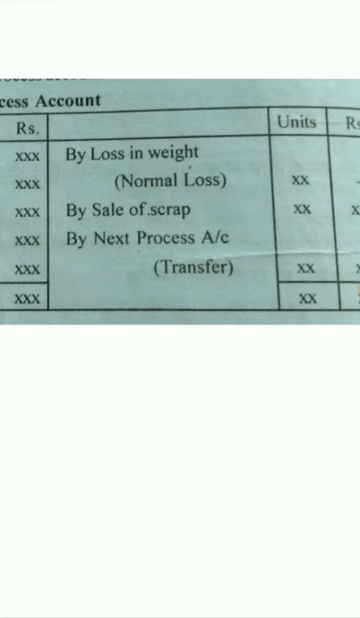 cess Account
Rs. Units Rs
xxx By Loss in weight
xxx (Normal Loss) xx -
xxx By Sale of scrap xx x
xxx By Next Process A/c
xxx (Transfer) xx x
xxx xx